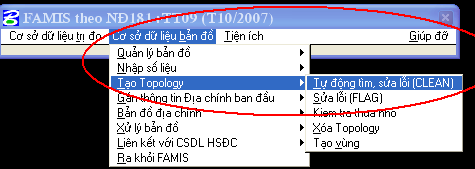 FAMIS theo NĐ181 : TT09 (T10/2007)
Cơ sở dữ liệu trị đo Cơ sở dữ liệu bản đồ Tiện ích Giúp đỡ
Quản lý bản đồ
Nhập số liệu
Tạo Topology
Gán thông tin Địa chính ban đầu
Bản đồ địa chính
Xử lý bản đồ
Liên kết với CSDL HSĐC
Ra khỏi FAMIS
Tự động tìm, sửa lỗi (CLEAN)
Sửa lỗi (FLAG)
Kiểm tra thửa nhỏ
Xóa Topology
Tạo vùng